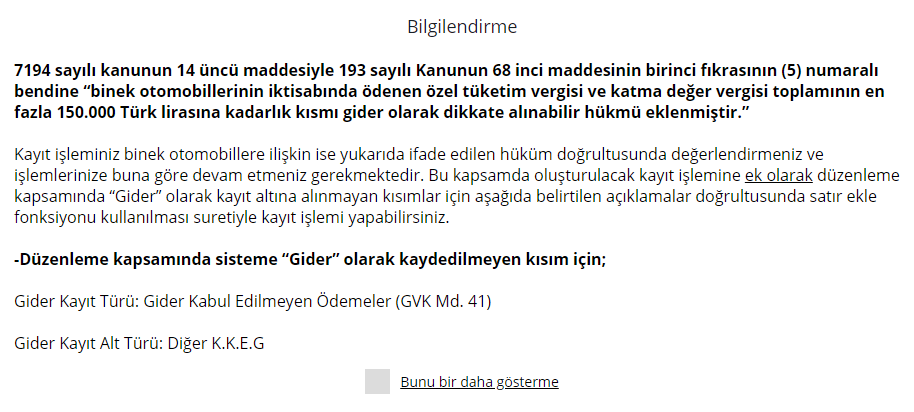 Bilgilendirme
7194 sayılı kanunun 14 üncü maddesiyle 193 sayılı Kanunun 68 inci maddesinin birinci fıkrasının (5) numaralı
bendine “binek otomobillerinin iktisabında ödenen özel tüketim vergisi ve katma değer vergisi toplamının en
fazla 150.000 Türk lirasına kadarlık kısmı gider olarak dikkate alınabilir hükmü eklenmiştir.”
Kayıt işleminiz binek otomobillere ilişkin ise yukarıda ifade edilen hüküm doğrultusunda değerlendirmeniz ve
işlemlerinize buna göre devam etmeniz gerekmektedir. Bu kapsamda oluşturulacak kayıt işlemine ek olarak düzenleme
kapsamında “Gider” olarak kayıt altına alınmayan kısımlar için aşağıda belirtilen açıklamalar doğrultusunda satır ekle
fonksiyonu kullanılması suretiyle kayıt işlemi yapabilirsiniz.
-Düzenleme kapsamında sisteme “Gider” olarak kaydedilmeyen kısım için;
Gider Kayıt Türü: Gider Kabul Edilmeyen Ödemeler (GVK Md. 41)
Gider Kayıt Alt Türü: Diğer K.K.E.G
Bunu bir daha gösterme